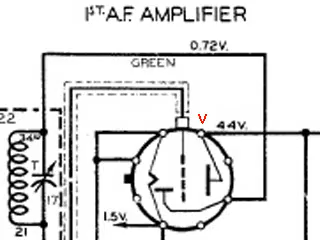 1ST. A.F. AMPLIFIER
0.72V.
GREEN
V
44V.
22
34
T
17
1.5V.
21